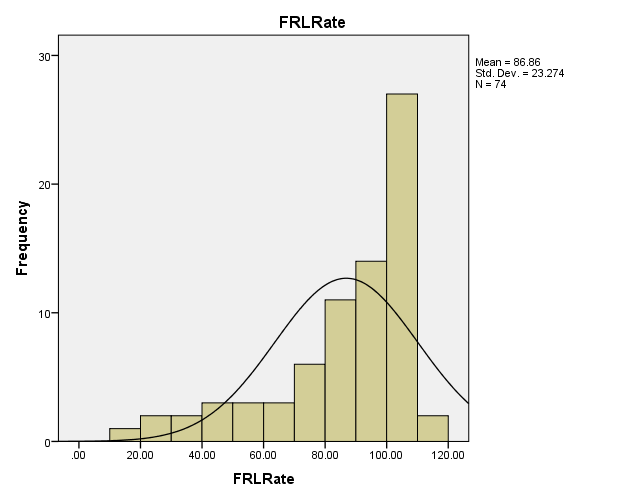 FRLRate
Mean = 86.86
Std. Dev. = 23.274
N = 74
Frequency
30
20
10
0
.00 20.00 40.00 60.00 80.00 100.00 120.00
FRLRate